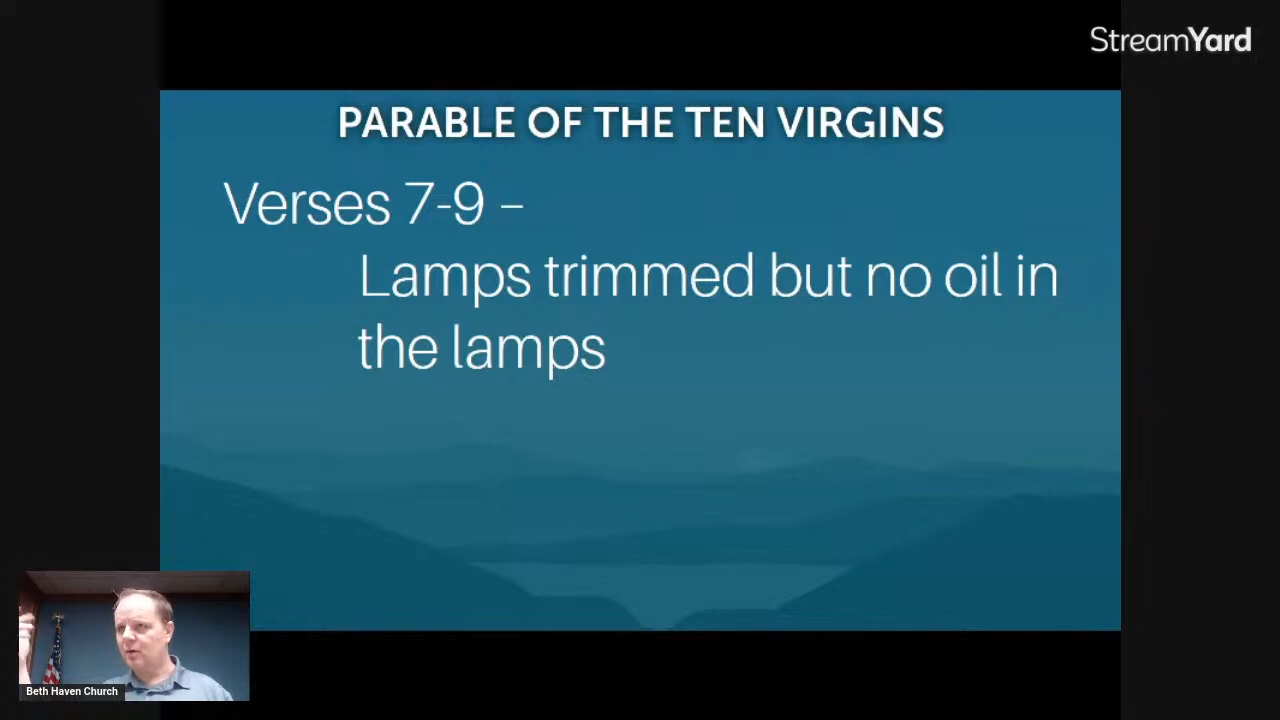 StreamYard
PARABLE OF THE TEN VIRGINS
Verses 7-9 –
Lamps trimmed but no oil in
the lamps
Beth Haven Church